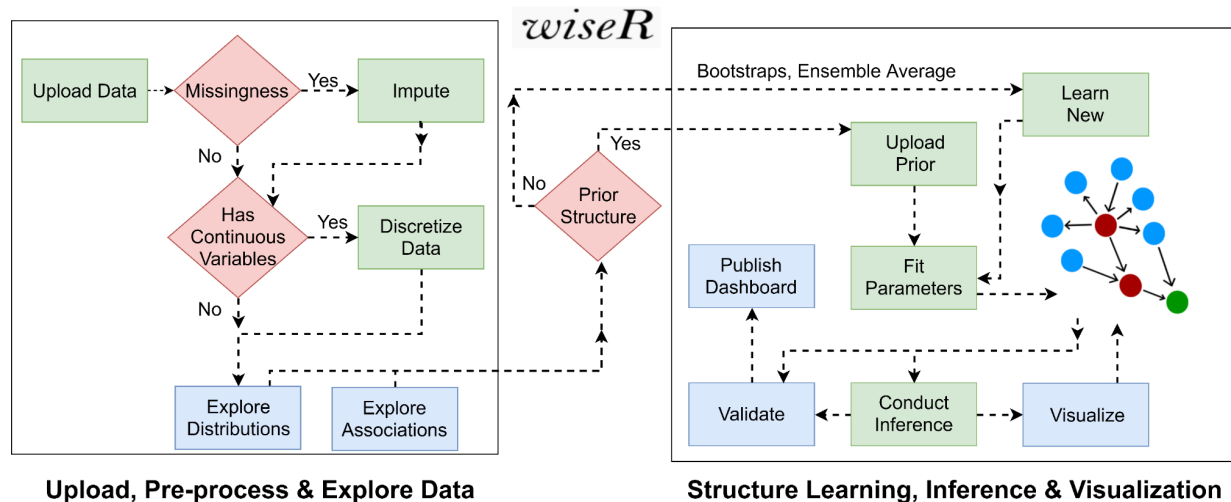 wiseR
Upload Data
Missingness
Yes
Impute
No
Has
Continuous
Variables
Yes
Discretize
Data
No
Explore
Distributions
Explore
Associations
Upload, Pre-process & Explore Data
Prior
Structure
No
Yes
Bootstraps, Ensemble Average
Learn
New
Upload
Prior
Fit
Parameters
Publish
Dashboard
Validate
Conduct
Inference
Visualize
Structure Learning, Inference & Visualization